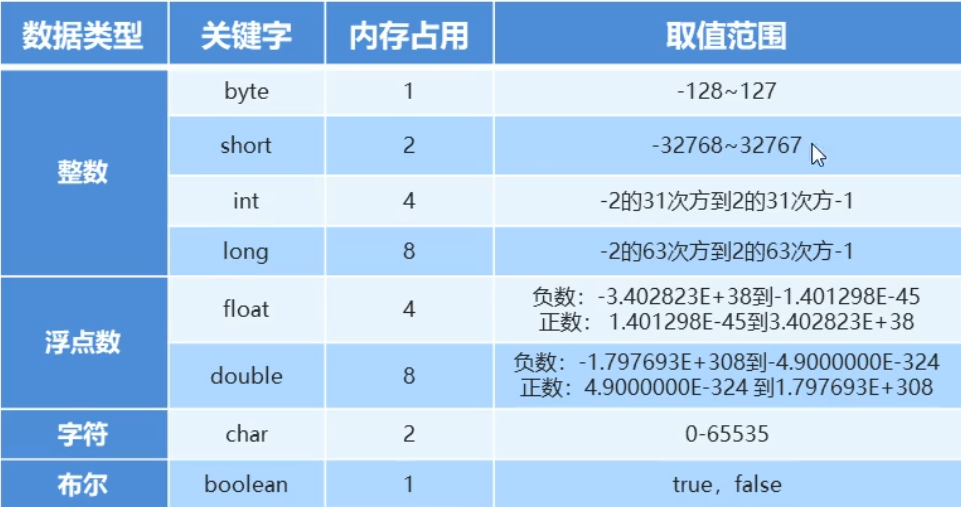 数据类型 关键字 内存占用 取值范围
整数 byte 1 -128~127
short 2 -32768~32767
int 4 -2的31次方到2的31次方-1
long 8 -2的63次方到2的63次方-1
浮点数 float 4 负数：-3.402823E+38到-1.401298E-45
正数： 1.401298E-45到3.402823E+38
double 8 负数：-1.797693E+308到-4.9000000E-324
正数：4.9000000E-324 到1.797693E+308
字符 char 2 0-65535
布尔 boolean 1 true，false